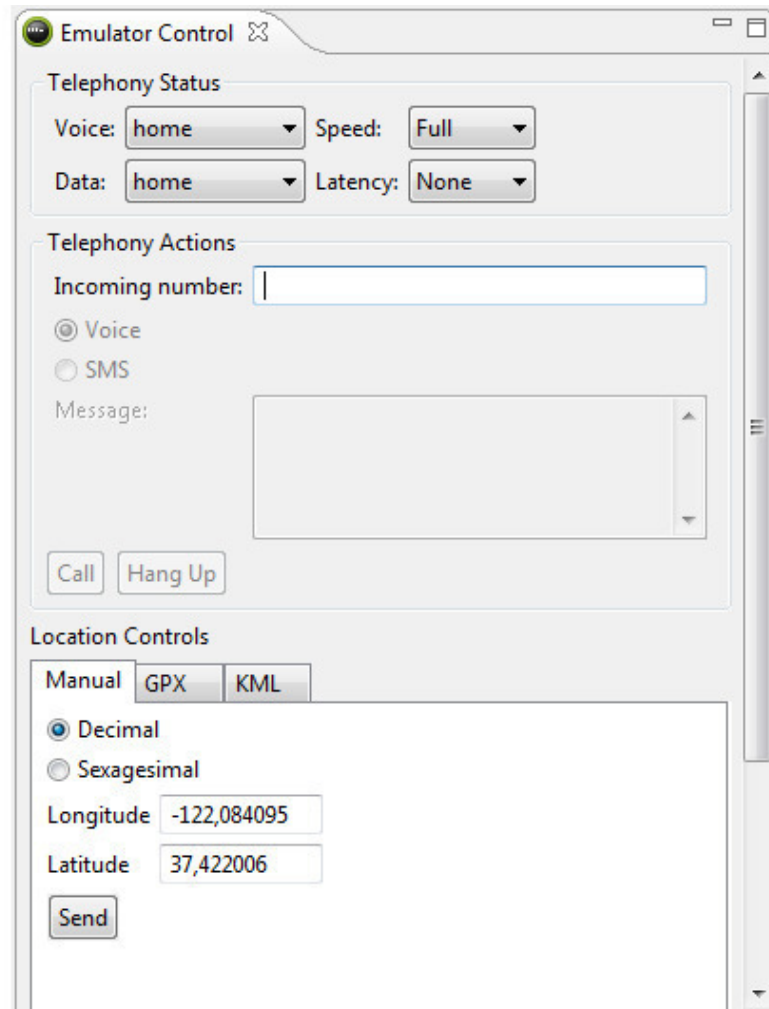 Emulator Control
Telephony Status
Voice: home Speed: Full
Data: home Latency: None
Telephony Actions
Incoming number:
Voice
SMS
Message:
Call Hang Up
Location Controls
Manual GPX KML
Decimal
Sexagesimal
Longitude -122,084095
Latitude 37,422006
Send